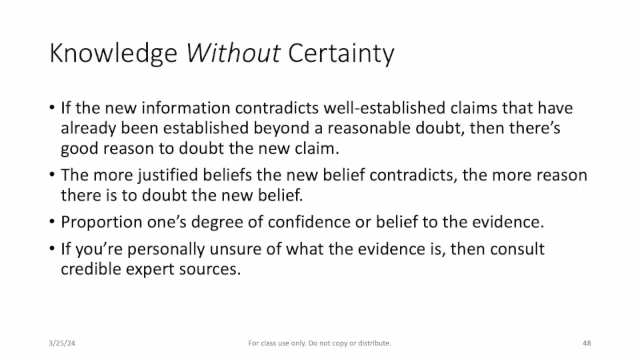 Knowledge Without Certainty
• If the new information contradicts well-established claims that have
already been established beyond a reasonable doubt, then there's
good reason to doubt the new claim.
• The more justified beliefs the new belief contradicts, the more reason
there is to doubt the new belief.
• Proportion one's degree of confidence or belief to the evidence.
• If you're personally unsure of what the evidence is, then consult
credible expert sources.
3/25/24
For class use only. Do not copy or distribute.
48